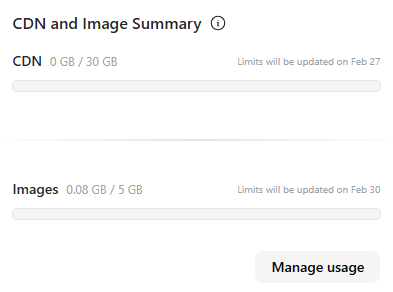 CDN and Image Summary
CDN 0 GB / 30 GB Limits will be updated on Feb 27
Images 0.08 GB / 5 GB Limits will be updated on Feb 30
Manage usage